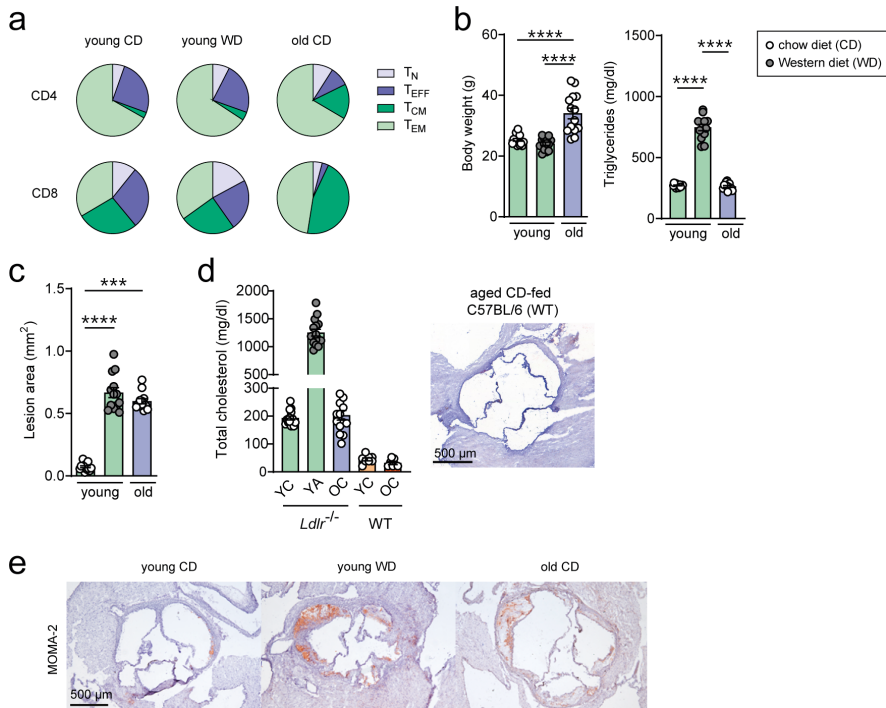 a
young CD young WD old CD
CD4
CD8
T_N
T_EFF
T_CM
T_EM
b
Body weight (g)
60
40
20
0
****
****
young old
Triglycerides (mg/dl)
1500
1000
500
0
****
****
young old
chow diet (CD)
Western diet (WD)
c
Lesion area (mm²)
1.5
1.0
0.5
0.0
***
****
young old
d
Total cholesterol (mg/dl)
2000
1500
1000
500
300
200
100
0
YC YA OC YC OC
Ldlr⁻/⁻ WT
aged CD-fed
C57BL/6 (WT)
500 µm
e
young CD young WD old CD
MOMA-2
500 µm